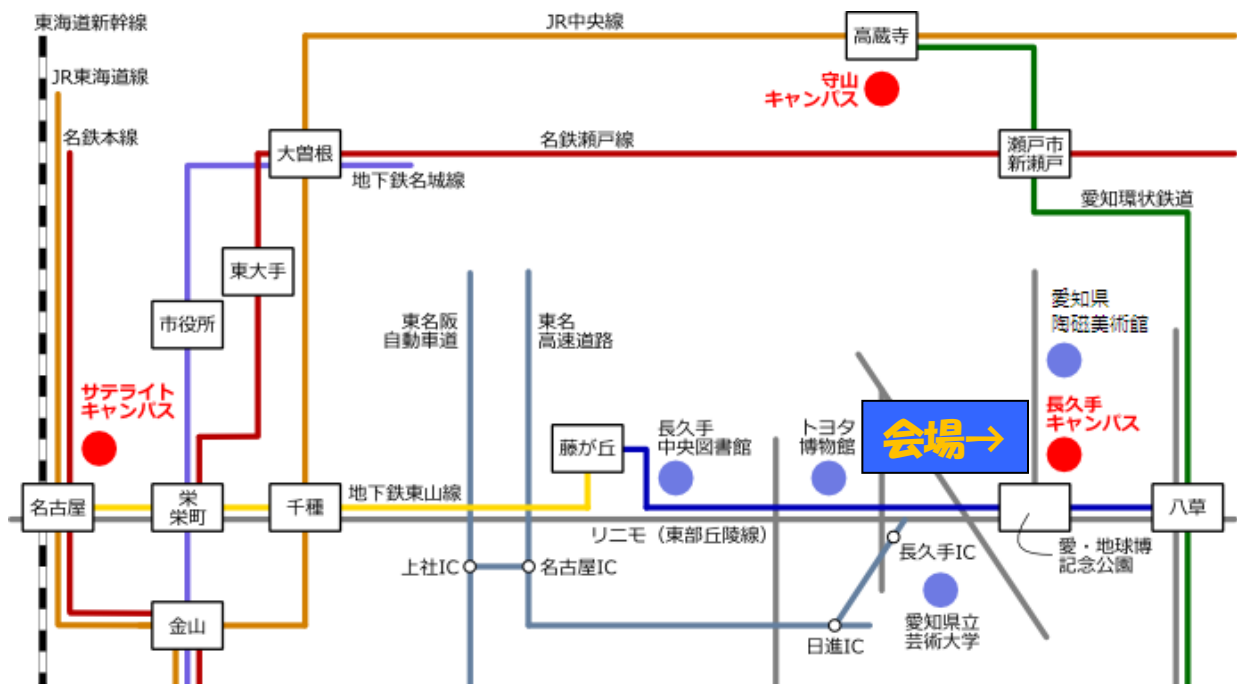 東海道新幹線
JR中央線
高蔵寺
JR東海道線
守山
キャンパス
名鉄本線
大曽根
名鉄瀬戸線
瀬戸市
新瀬戸
地下鉄名城線
愛知環状鉄道
東大手
市役所
東名阪
自動車道
東名
高速道路
愛知県
陶磁美術館
サテライト
キャンパス
長久手
キャンパス
藤が丘
長久手
中央図書館
トヨタ
博物館
会場→
名古屋
栄
栄町
千種
地下鉄東山線
八草
リニモ（東部丘陵線）
愛・地球博
記念公園
上社IC
名古屋IC
長久手IC
金山
日進IC
愛知県立
芸術大学